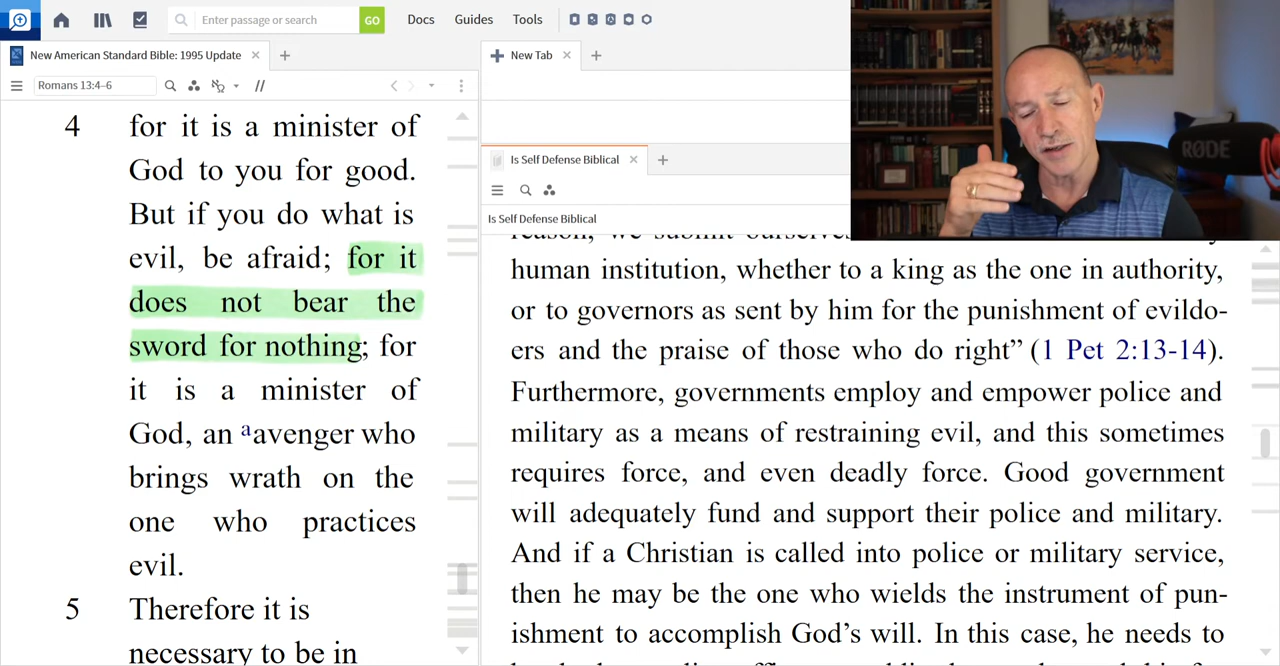 Enter passage or search
GO
Docs
Guides
Tools
New American Standard Bible: 1995 Update
New Tab
Romans 13:4–6
4 for it is a minister of
God to you for good.
But if you do what is
evil, be afraid; for it
does not bear the
sword for nothing; for
it is a minister of
God, an aavenger who
brings wrath on the
one who practices
evil.
5 Therefore it is
necessary to be in
Is Self Defense Biblical
Is Self Defense Biblical
reason, we submit ourselves
human institution, whether to a king as the one in authority,
or to governors as sent by him for the punishment of evildo-
ers and the praise of those who do right” (1 Pet 2:13-14).
Furthermore, governments employ and empower police and
military as a means of restraining evil, and this sometimes
requires force, and even deadly force. Good government
will adequately fund and support their police and military.
And if a Christian is called into police or military service,
then he may be the one who wields the instrument of pun-
ishment to accomplish God’s will. In this case, he needs to
RØDE